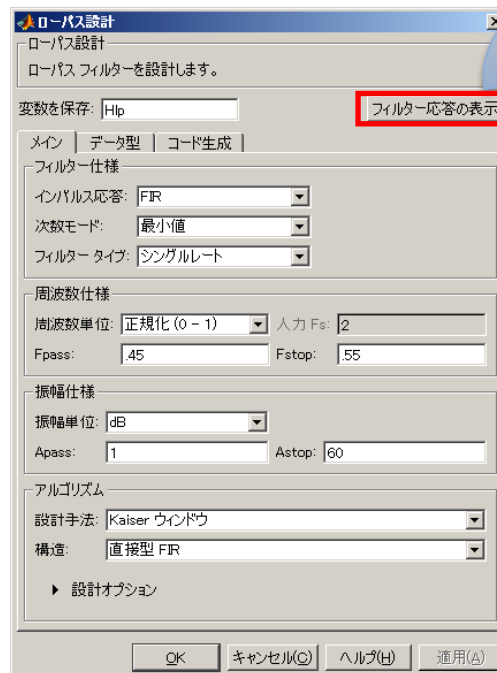 ローパス設計
ローパス設計
ローパス フィルターを設計します。
変数を保存: Hlp フィルター応答の表示
メイン データ型 コード生成
フィルター仕様
インパルス応答: FIR
次数モード: 最小値
フィルター タイプ: シングルレート
周波数仕様
周波数単位: 正規化 (0 - 1) 入力 Fs: 2
Fpass: .45 Fstop: .55
振幅仕様
振幅単位: dB
Apass: 1 Astop: 60
アルゴリズム
設計手法: Kaiser ウィンドウ
構造: 直接型 FIR
▶ 設計オプション
OK キャンセル(C) ヘルプ(H) 適用(A)